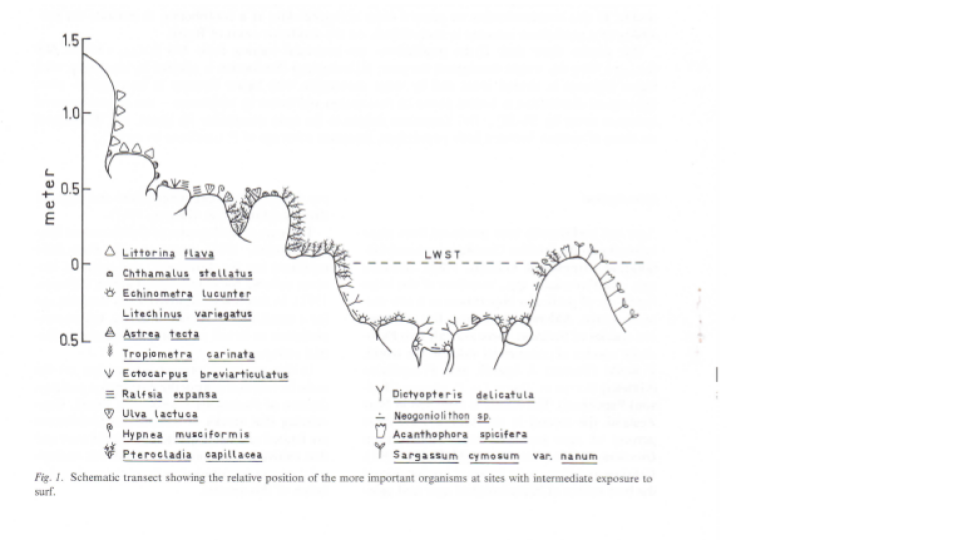 1.5
1.0
meter
0.5
0
0.5
LWST
Littorina flava
Chthamalus stellatus
Echinometra lucunter
Litechinus variegatus
Astrea tecta
Tropiometra carinata
Ectocarpus breviarticulatus
Ralfsia expansa
Ulva lactuca
Hypnea musciformis
Pterocladia capillacea
Dictyopteris delicatula
Neogoniolithon sp.
Acanthophora spicifera
Sargassum cymosum var. nanum
Fig. 1. Schematic transect showing the relative position of the more important organisms at sites with intermediate exposure to
surf.